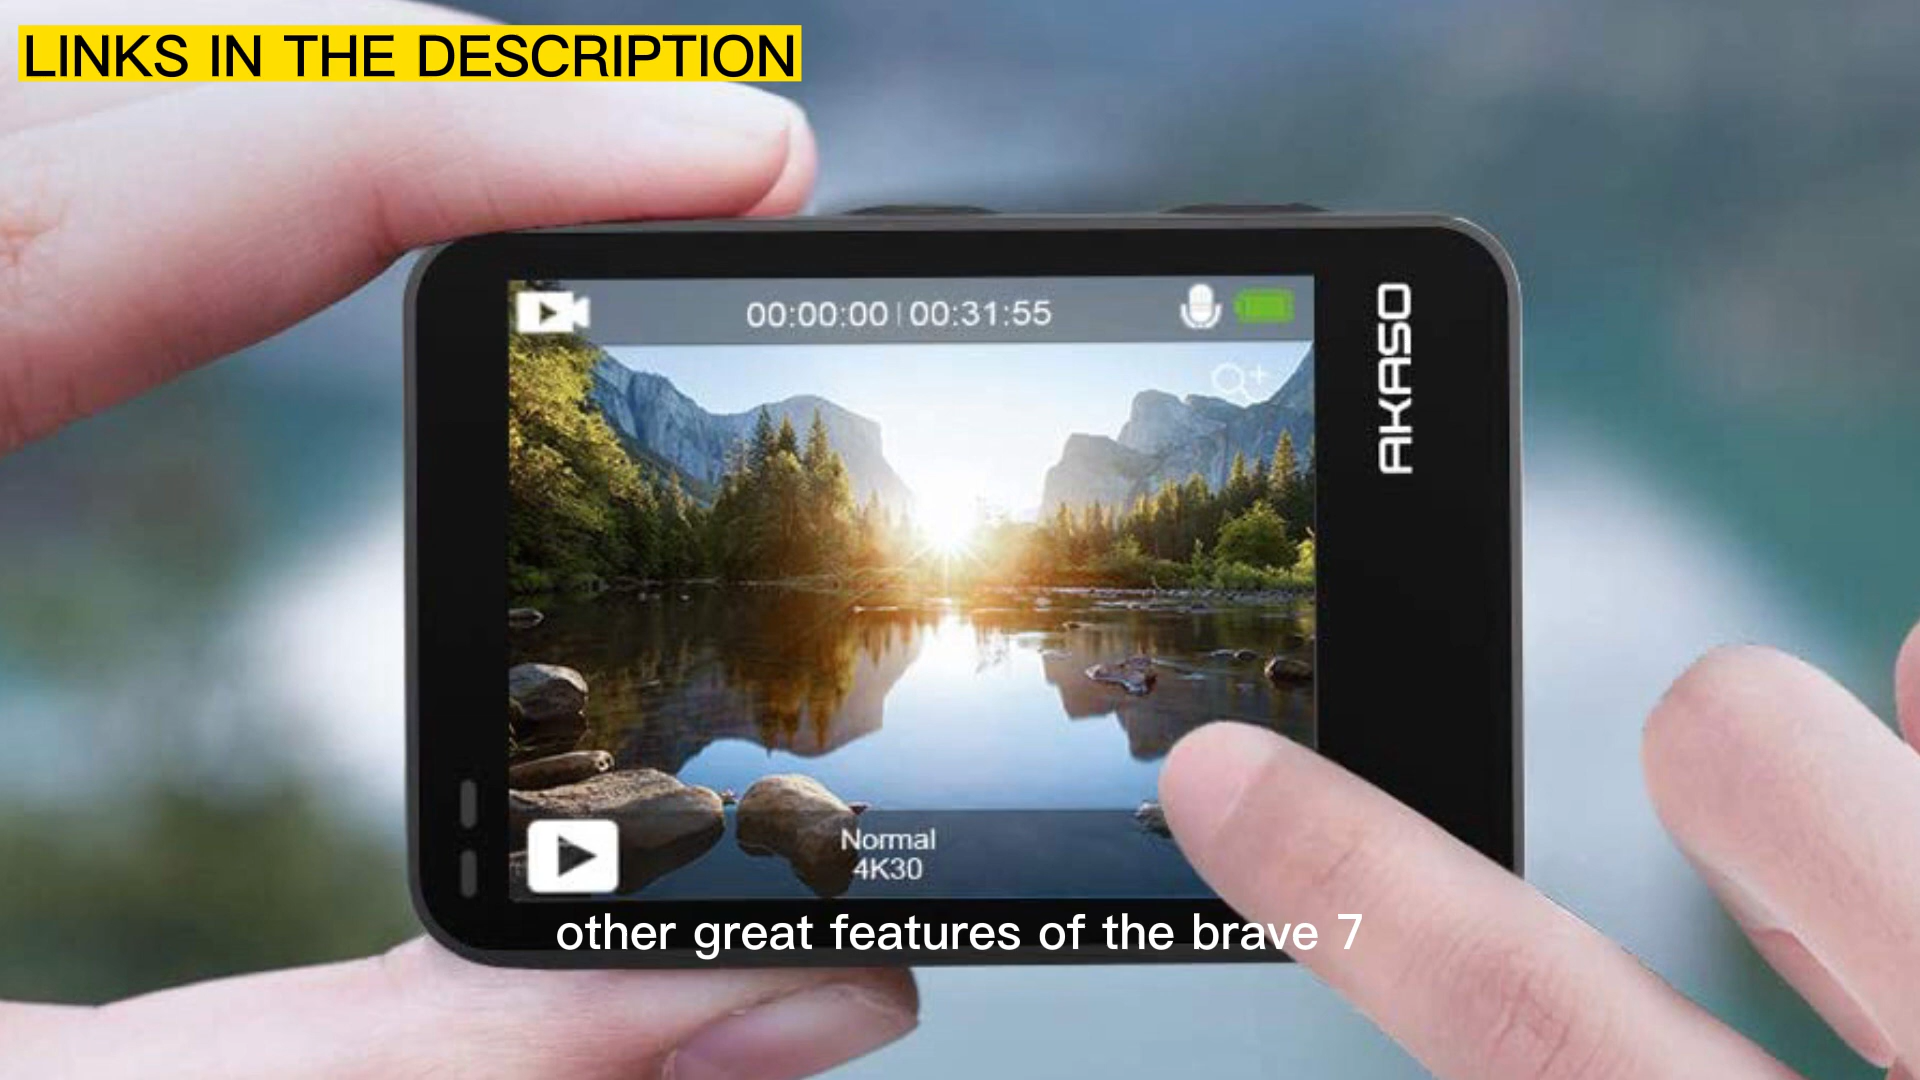 LINKS IN THE DESCRIPTION
00:00:00 | 00:31:55
AKASO
Normal
4K30
other great features of the brave 7